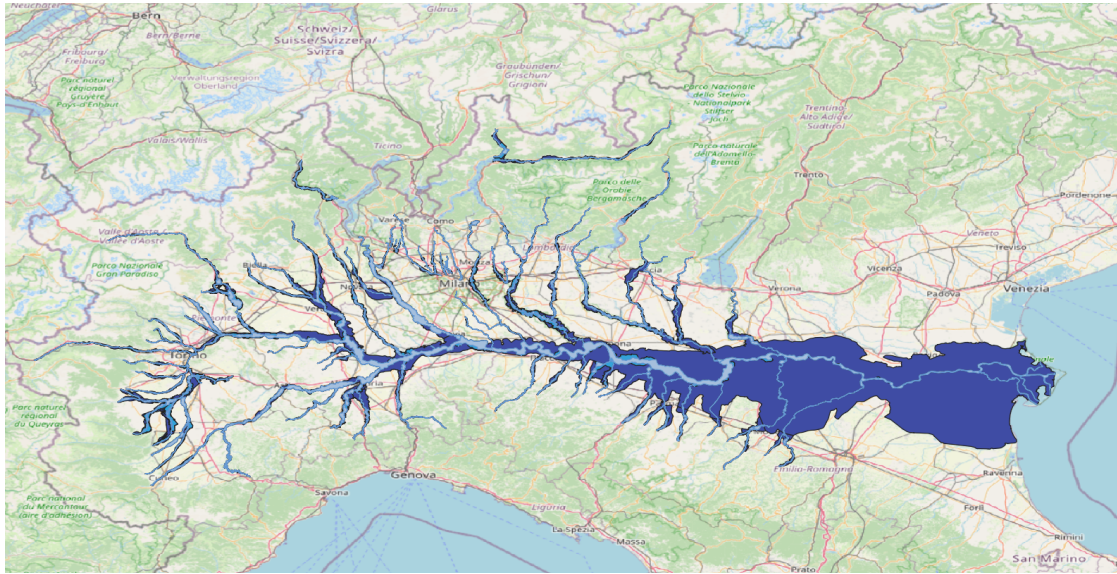 Bern
Bern/Berne
Fribourg/
Freiburg
Parc naturel
régional
Gruyère
Pays-d'Enhaut
Verwaltungsregion
Oberland
Schweiz/
Suisse/Svizzera/
Svizra
Glarus
Graubünden/
Grischun/
Grigioni
Valais/Wallis
Ticino
Parco Nazionale
dello Stelvio
- Nationalpark
Stilfser
Joch
Trentino
Alto Adige/
Südtirol
Parco naturale
dell'Adamello
Brenta
Trento
Parco delle
Orobie
Bergamasche
Pordenone
Veneto
Treviso
Vicenza
Venezia
Padova
Verona
Valle d'Aoste
Parco Nazionale
Gran Paradiso
Biella
Varese
Como
Lombardia
Milano
Piemonte
Torino
Parc naturel
régional
du Queyras
Cuneo
Parc national
du Mercantour
(aire d'adhésion)
Savona
Genova
Liguria
La Spezia
Massa
Prato
Emilia-Romagna
Ravenna
Forlì
Rimini
San Marino